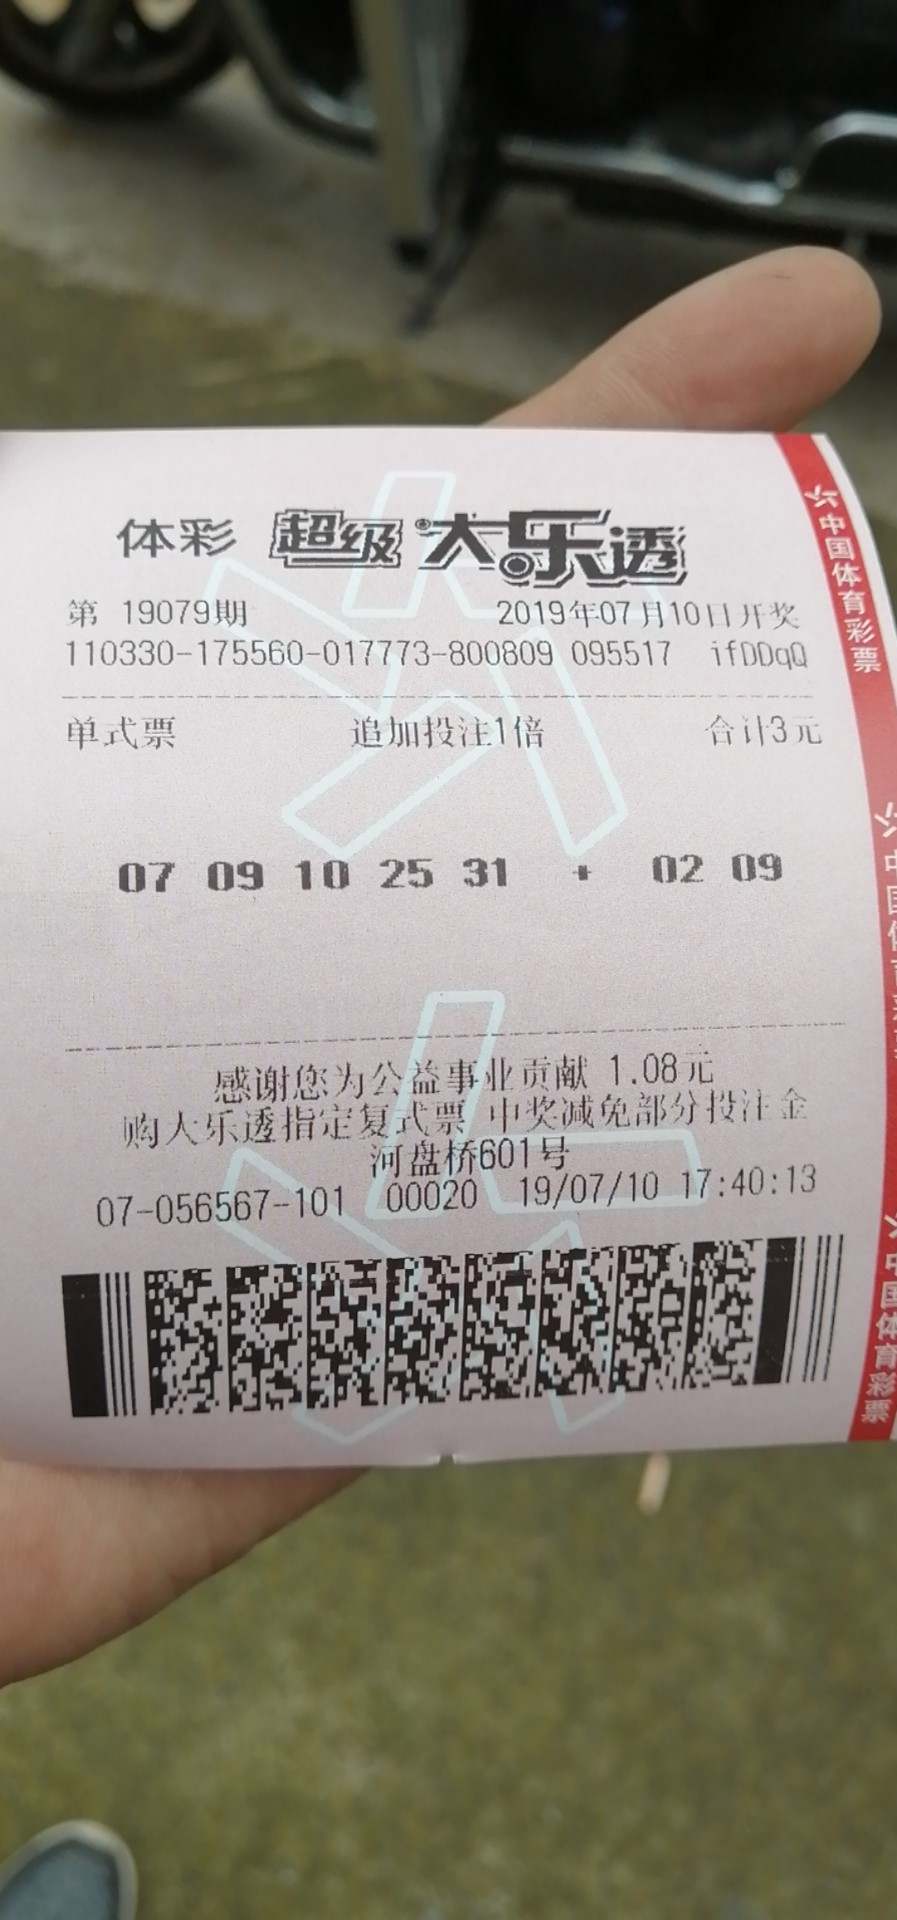 体彩 超级大乐透
第 19079期 2019年07月10日开奖
110330-175560-017773-800809 095517 ifDDqQ
单式票 追加投注1倍 合计3元
07 09 10 25 31 + 02 09
感谢您为公益事业贡献 1.08元
购大乐透指定复式票 中奖减免部分投注金
河盘桥601号
07-056567-101 00020 19/07/10 17:40:13
中国体育彩票
中国体育彩票
中国体育彩票